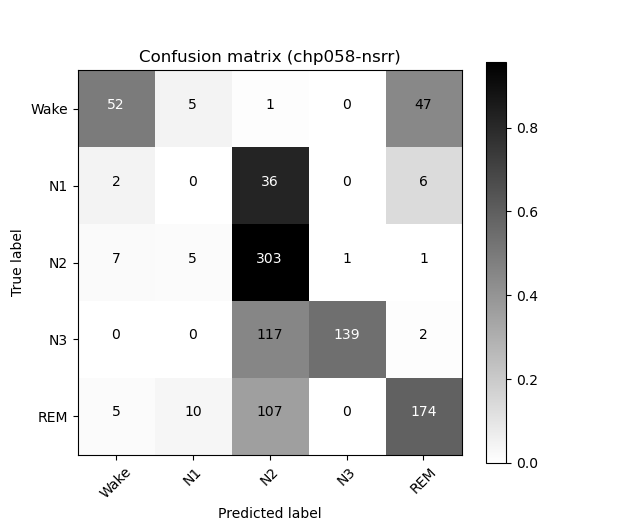 Confusion matrix (chp058-nsrr)
Wake 52 5 1 0 47
N1 2 0 36 0 6
N2 7 5 303 1 1
N3 0 0 117 139 2
REM 5 10 107 0 174
Wake N1 N2 N3 REM
Predicted label
True label
0.8
0.6
0.4
0.2
0.0